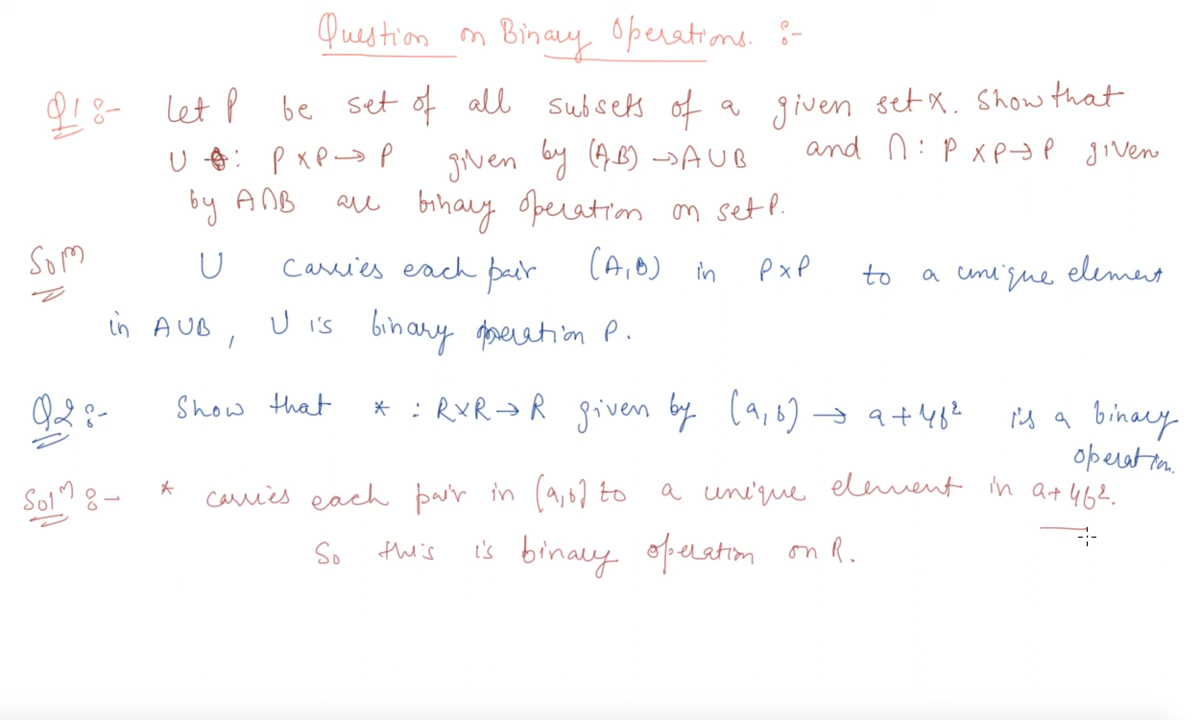 Question on Binary Operations. :-
Q1:- Let P be set of all subsets of a given set X. Show that
U : P x P → P given by (A,B) → A U B and ∩ : P x P → P given
by A∩B are binary operation on set P.
Soln U carries each pair (A,B) in P x P to a unique element
in A U B, U is binary operation P.
Q2:- Show that * : R x R → R given by (a, b) → a + 4b² is a binary
operation.
Soln :- * carries each pair in (a,b) to a unique element in a + 4b².
So this is binary operation on R.